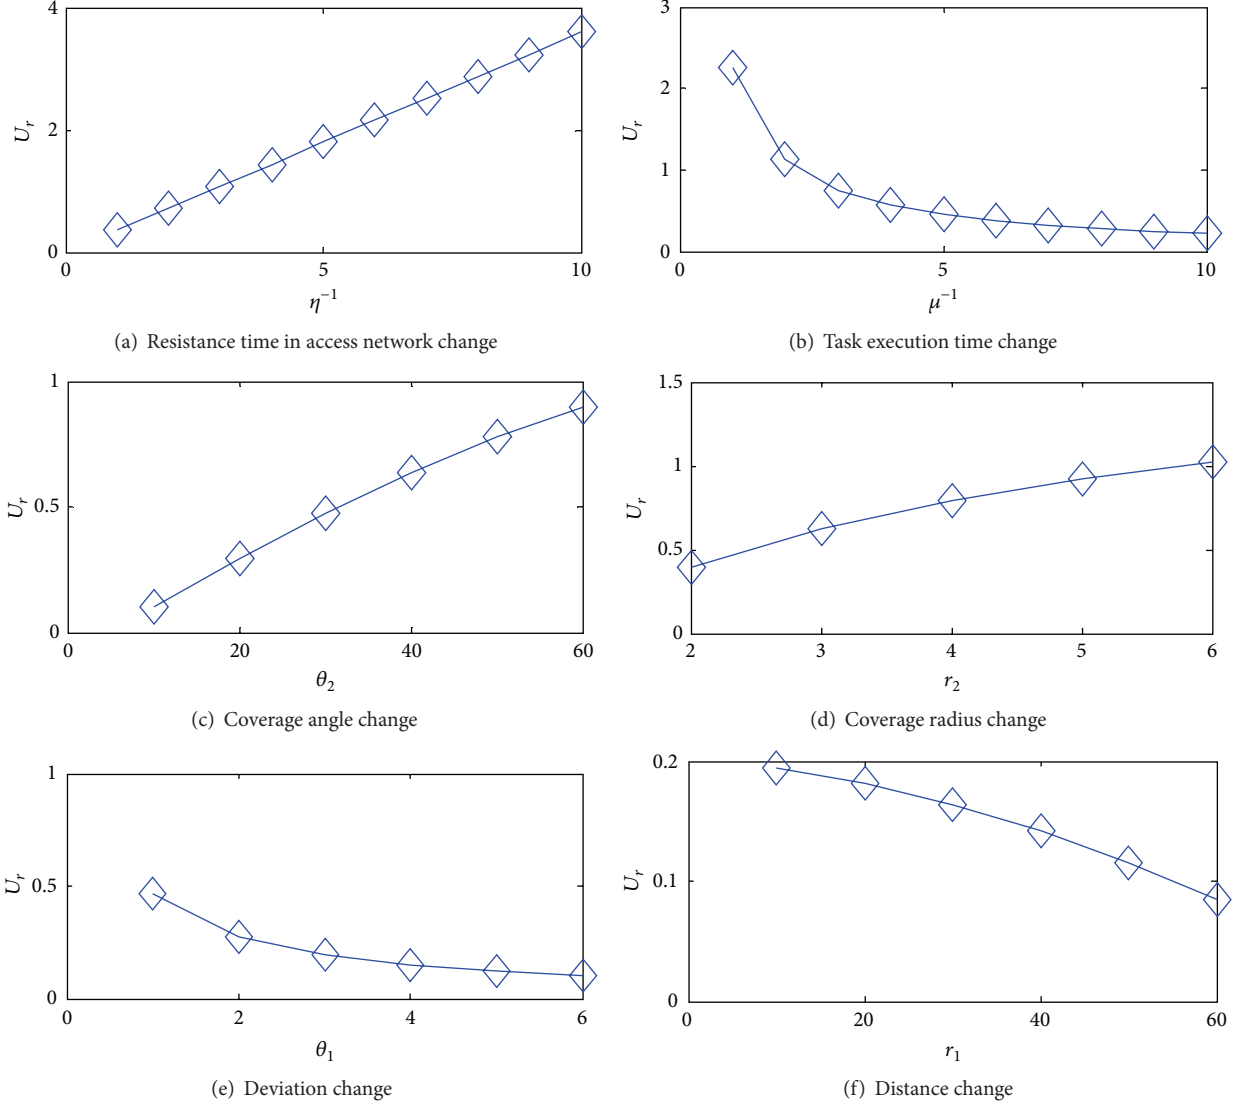 4
2
0
U_r
0 5 10
η⁻¹
(a) Resistance time in access network change
3
2
1
0
U_r
0 5 10
μ⁻¹
(b) Task execution time change
1
0.5
0
U_r
0 20 40 60
θ₂
(c) Coverage angle change
1.5
1
0.5
0
U_r
2 3 4 5 6
r₂
(d) Coverage radius change
1
0.5
0
U_r
0 2 4 6
θ₁
(e) Deviation change
0.2
0.1
0
U_r
0 20 40 60
r₁
(f) Distance change